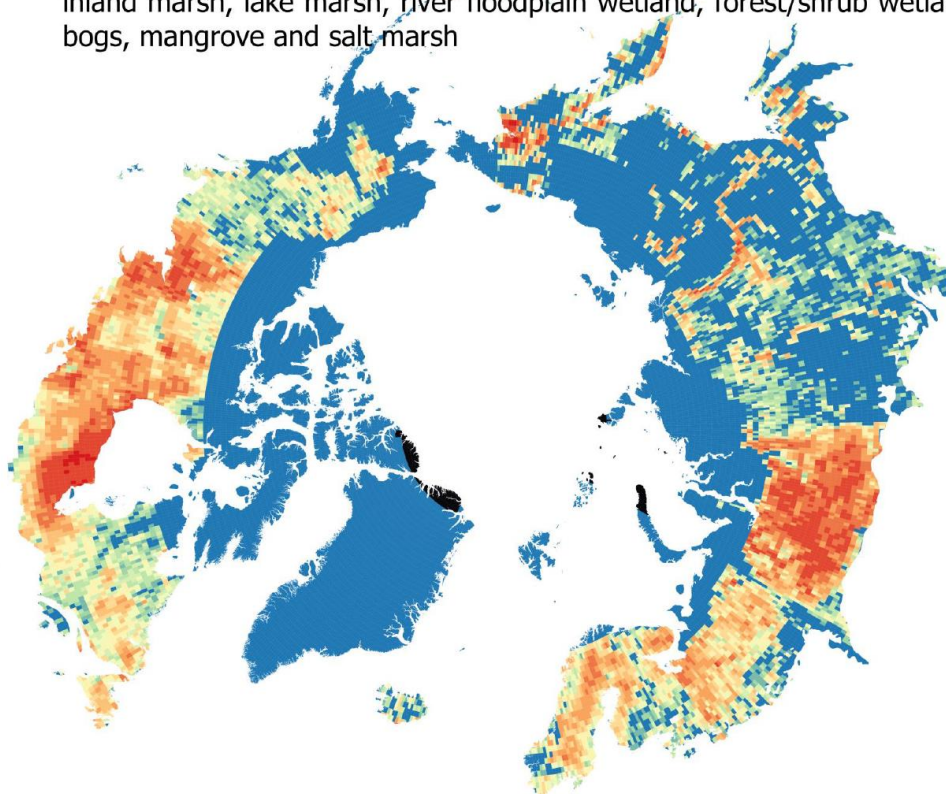 inland marsh, lake marsh, river floodplain wetland, forest/shrub
bogs, mangrove and salt marsh